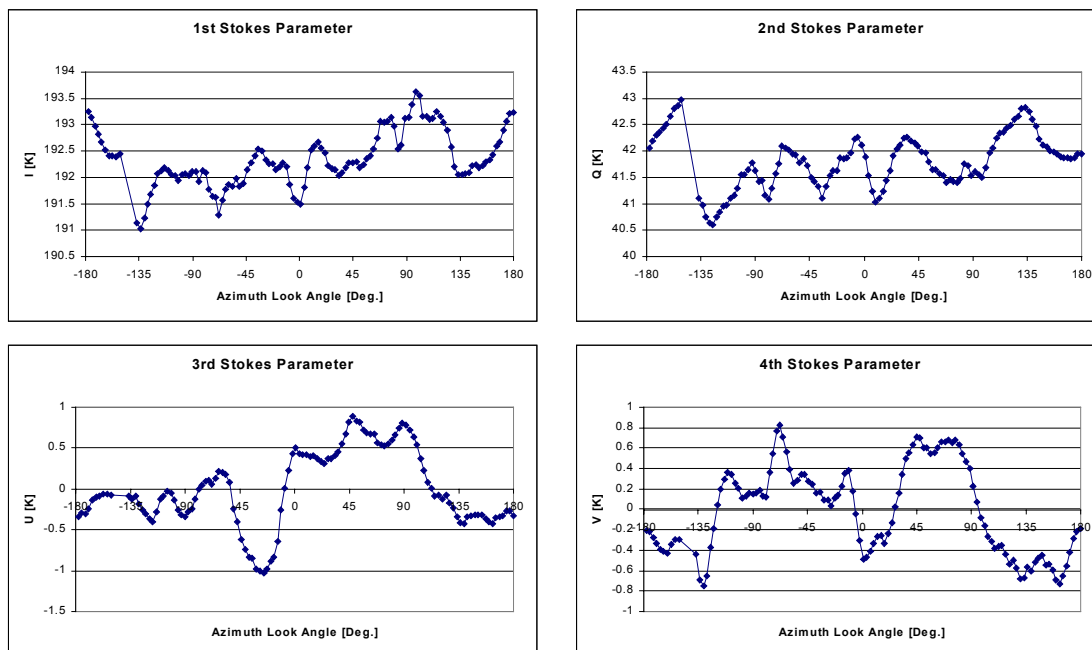 1st Stokes Parameter
I [K]
194
193.5
193
192.5
192
191.5
191
190.5
-180 -135 -90 -45 0 45 90 135 180
Azimuth Look Angle [Deg.]
2nd Stokes Parameter
Q [K]
43.5
43
42.5
42
41.5
41
40.5
40
-180 -135 -90 -45 0 45 90 135 180
Azimuth Look Angle [Deg.]
3rd Stokes Parameter
U [K]
1
0.5
0
-0.5
-1
-1.5
-180 -135 -90 -45 0 45 90 135 180
Azimuth Look Angle [Deg.]
4th Stokes Parameter
V [K]
1
0.8
0.6
0.4
0.2
0
-0.2
-0.4
-0.6
-0.8
-1
-180 -135 -90 -45 0 45 90 135 180
Azimuth Look Angle [Deg.]